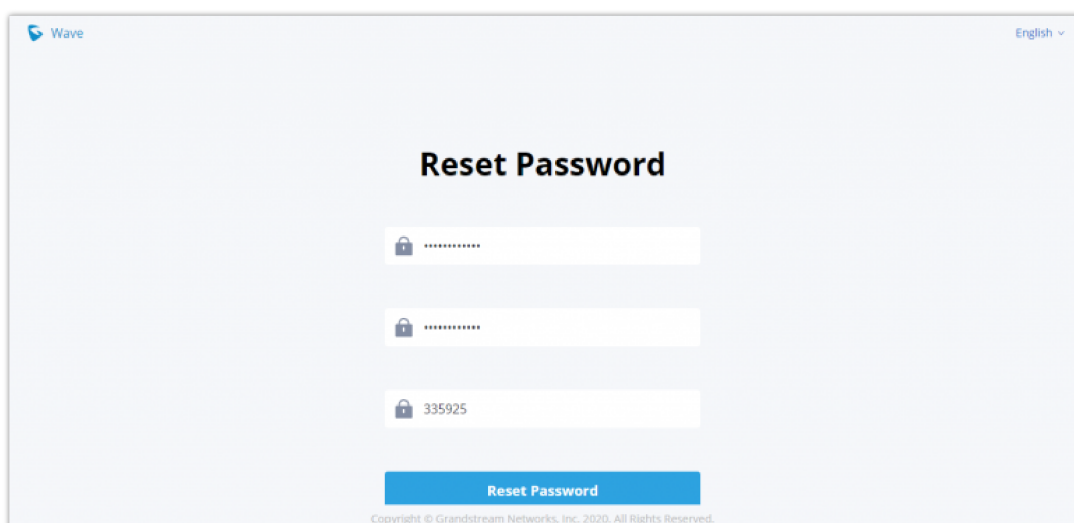 Wave
English
Reset Password
••••••••••••
••••••••••••
335925
Reset Password
Copyright © Grandstream Networks, Inc. 2020. All Rights Reserved.